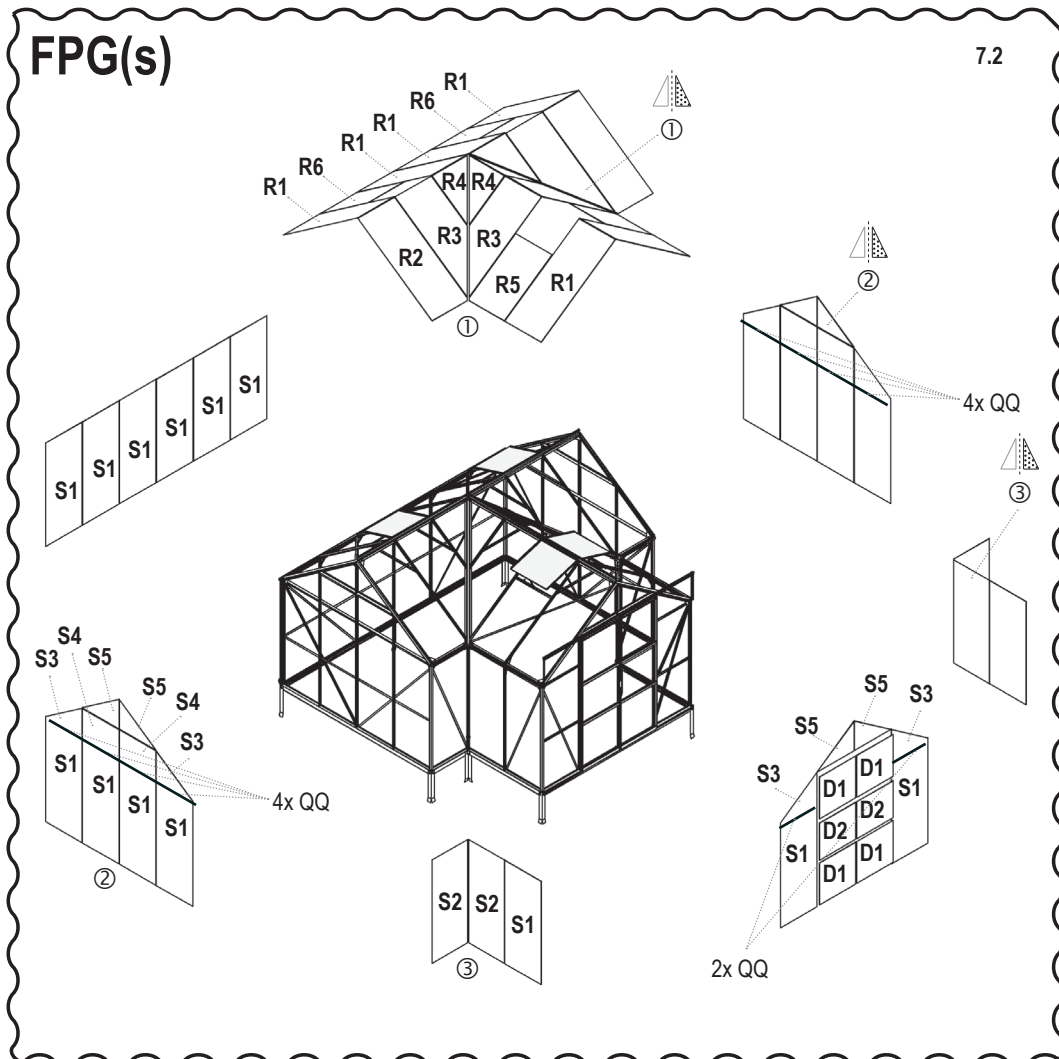 FPG(s)
7.2
R1
R6
R1
R1
R6
R1
①
R4 R4
R3 R3
R2
R5 R1
①
②
4x QQ
③
S1 S1 S1 S1 S1 S1
S4
S3 S5
S5
S4
S3
S1 S1 S1 S1
4x QQ
②
S2 S2 S1
③
S5 S3
S5
S3
D1 D1
S1
D2 D2
S1
D1 D1
2x QQ